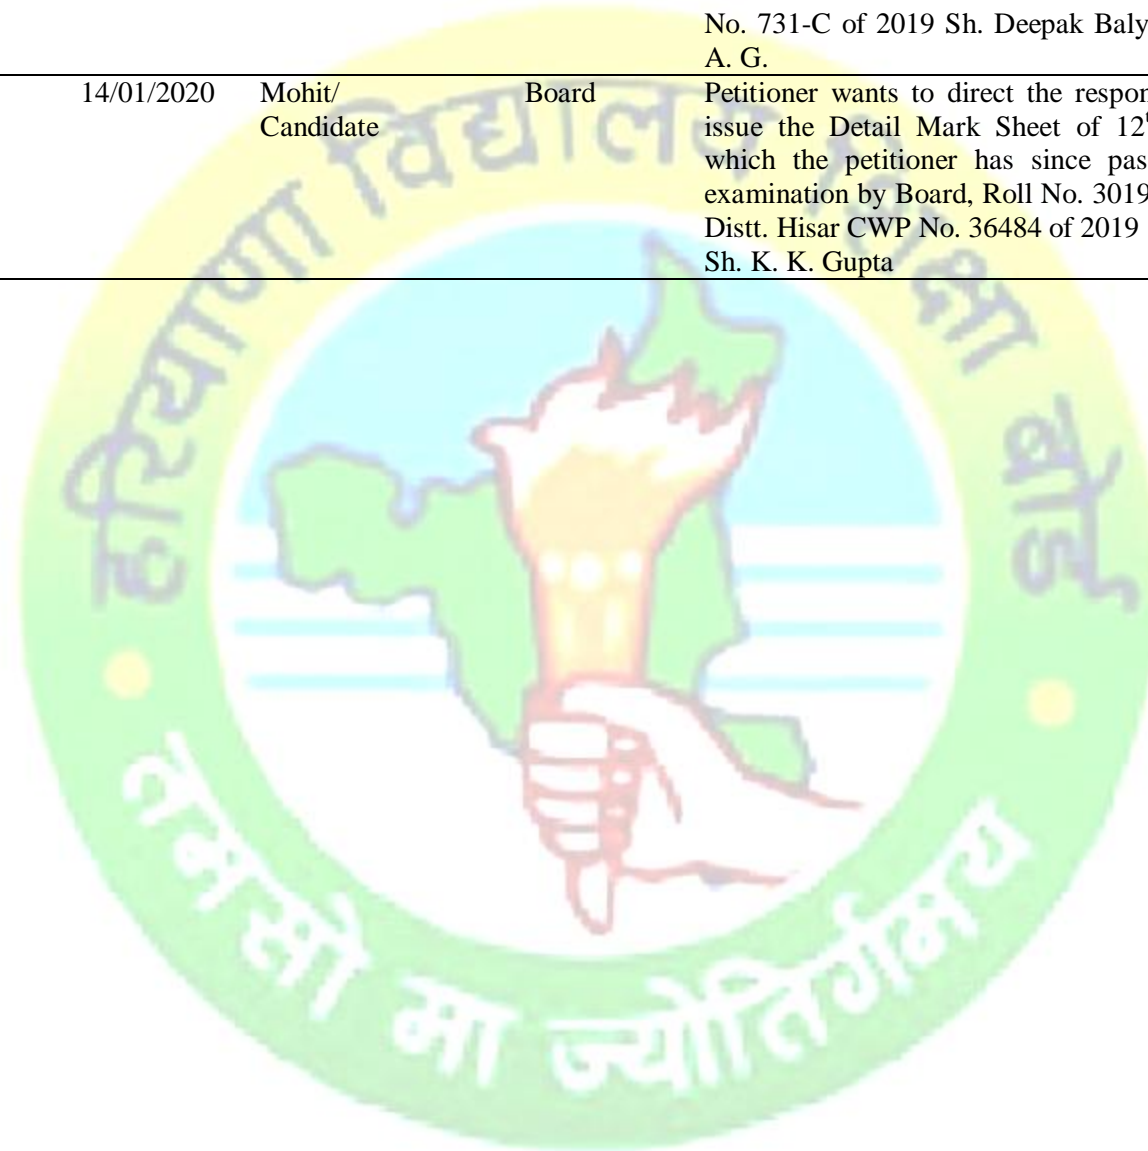 No. 731-C of 2019 Sh. Deepak Baly
A. G.
14/01/2020 Mohit/ Board Petitioner wants to direct the respon
Candidate issue the Detail Mark Sheet of 12
which the petitioner has since pas
examination by Board, Roll No. 3019
Distt. Hisar CWP No. 36484 of 2019
Sh. K. K. Gupta
हरियाणा विद्यालय शिक्षा बोर्ड
तमसो मा ज्योतिर्गमय